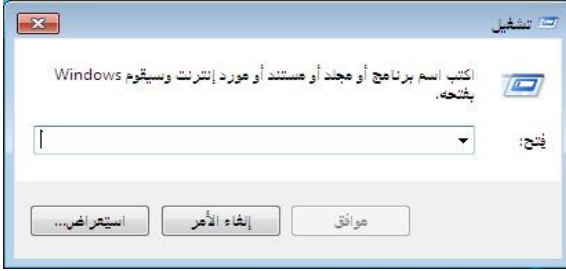 تشغيل
اكتب اسم برنامج أو مجلد أو مستند أو مورد إنترنت وسيقوم Windows
بفتحه.
فتح:
موافق
إلغاء الأمر
استعراض...